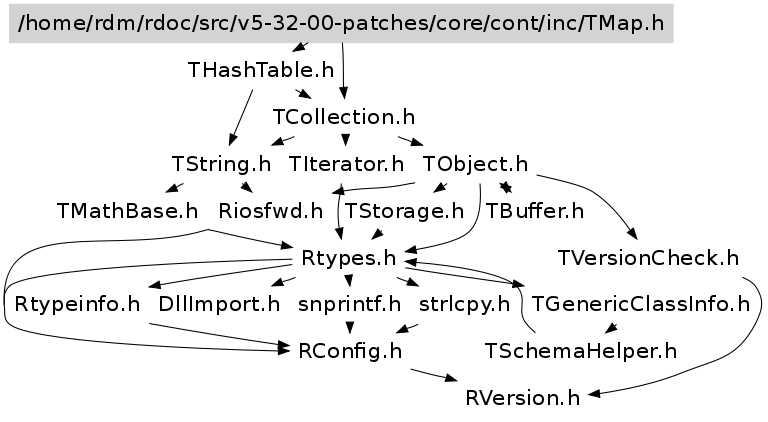 /home/rdm/rdoc/src/v5-32-00-patches/core/cont/inc/TMap.h
THashTable.h
TCollection.h
TString.h
TIterator.h
TObject.h
TMathBase.h
Riosfwd.h
TStorage.h
TBuffer.h
Rtypes.h
TVersionCheck.h
Rtypeinfo.h
DllImport.h
snprintf.h
strlcpy.h
TGenericClassInfo.h
RConfig.h
TSchemaHelper.h
RVersion.h